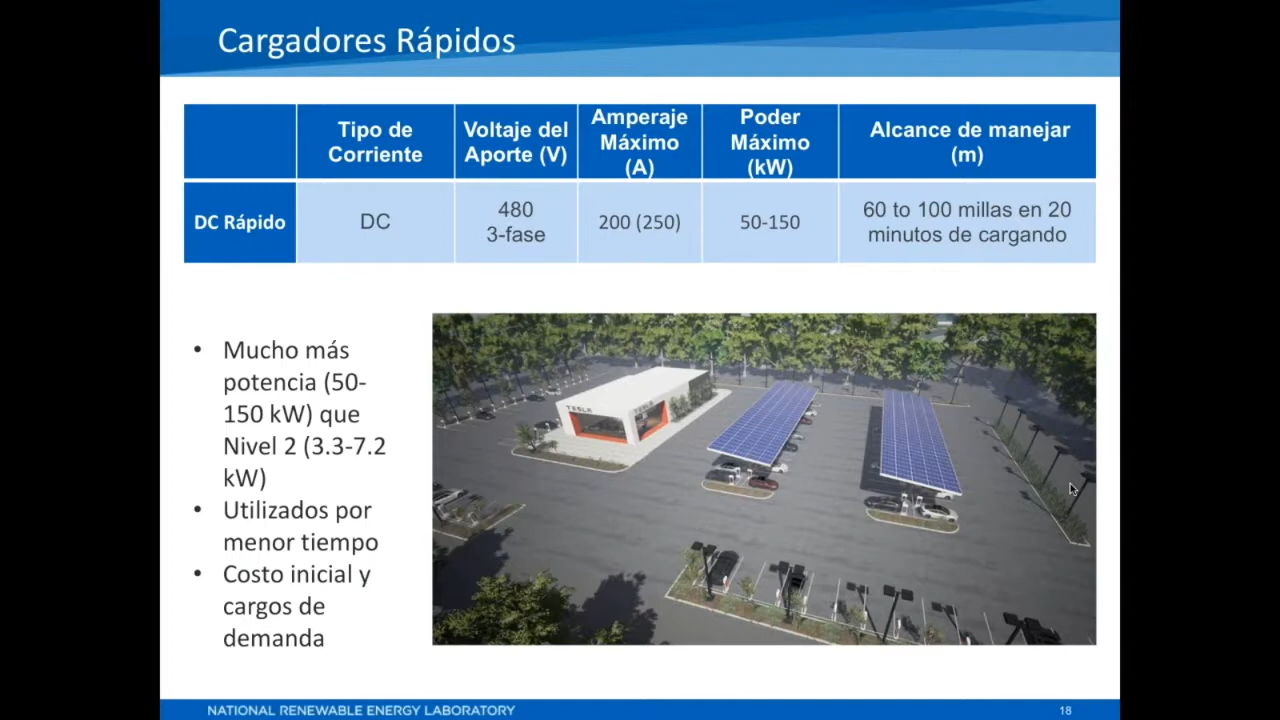 Cargadores Rápidos
Tipo de
Corriente
Voltaje del
Aporte (V)
Amperaje
Máximo
(A)
Poder
Máximo
(kW)
Alcance de manejar
(m)
DC Rápido
DC
480
3-fase
200 (250)
50-150
60 to 100 millas en 20
minutos de cargando
• Mucho más
potencia (50-
150 kW) que
Nivel 2 (3.3-7.2
kW)
• Utilizados por
menor tiempo
• Costo inicial y
cargos de
demanda
TESLA
TESLA
NATIONAL RENEWABLE ENERGY LABORATORY
18